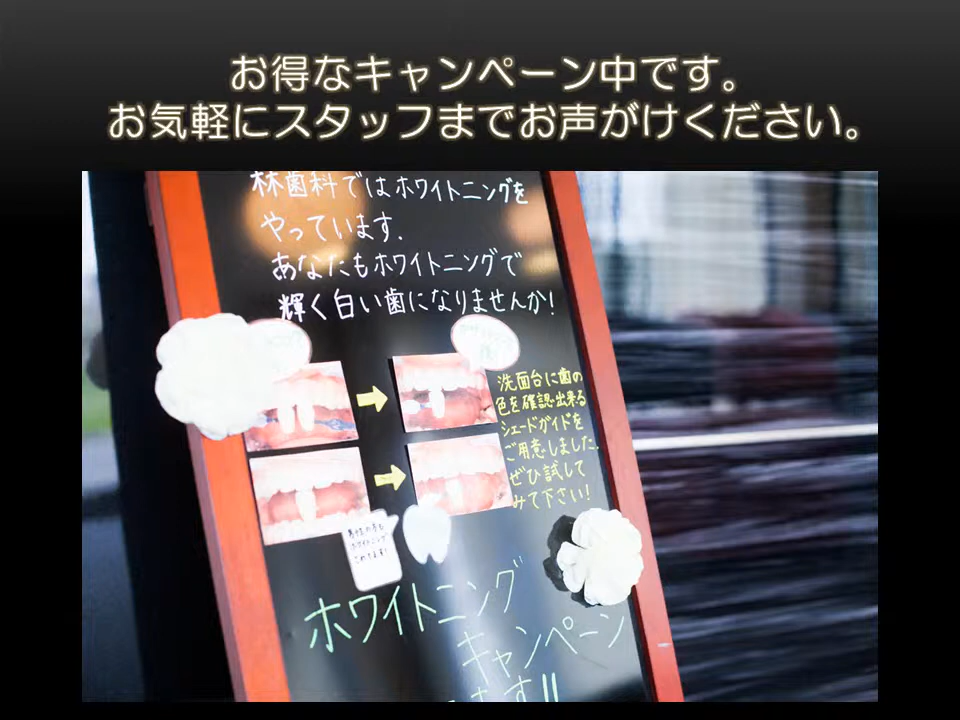 お得なキャンペーン中です。
お気軽にスタッフまでお声がけください。
林歯科ではホワイトニングを
やっています.
あなたもホワイトニングで
輝く白い歯になりませんか!
洗面台に歯の
色を確認出来る
シェードガイドを
ご用意しました.
ぜひ試して
みて下さい!
ホワイトニング
キャンペーン
ます!!